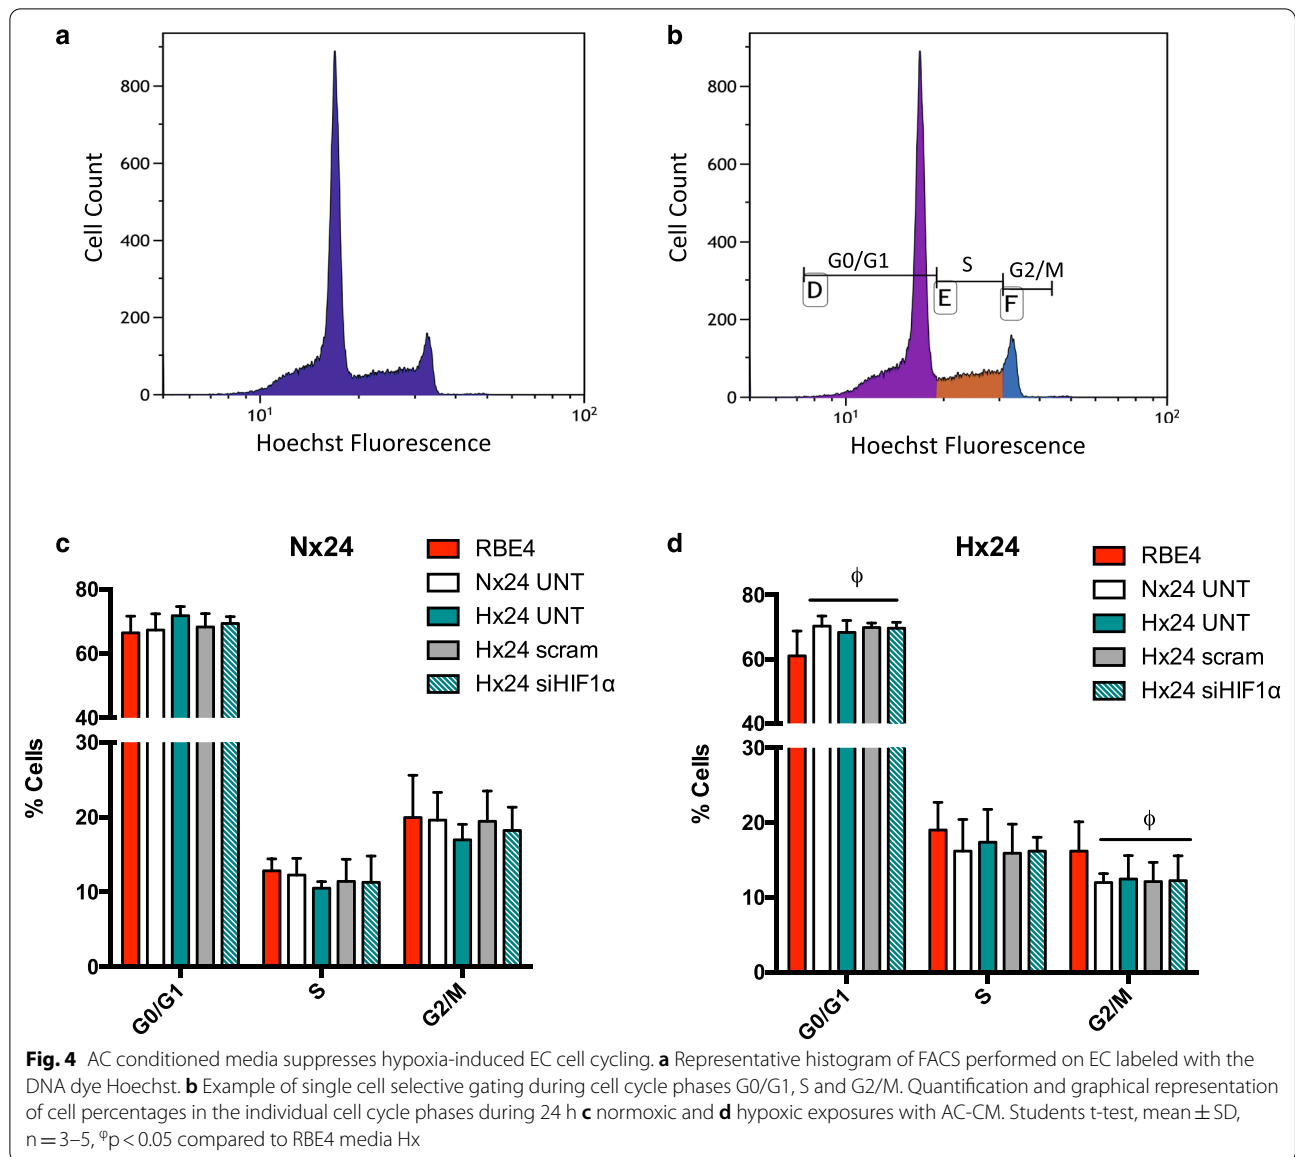 a
b
800
600
400
200
0
Cell Count
10¹
10²
Hoechst Fluorescence
800
600
400
200
0
Cell Count
G0/G1
S
G2/M
D
E
F
10¹
10²
Hoechst Fluorescence
c
Nx24
RBE4
Nx24 UNT
Hx24 UNT
Hx24 scram
Hx24 siHIF1α
80
60
40
30
20
10
0
% Cells
G0/G1
S
G2/M
d
Hx24
RBE4
Nx24 UNT
Hx24 UNT
Hx24 scram
Hx24 siHIF1α
ϕ
ϕ
80
60
40
30
20
10
0
% Cells
G0/G1
S
G2/M
Fig. 4 AC conditioned media suppresses hypoxia-induced EC cell cycling. a Representative histogram of FACS performed on EC labeled with the
DNA dye Hoechst. b Example of single cell selective gating during cell cycle phases G0/G1, S and G2/M. Quantification and graphical representation
of cell percentages in the individual cell cycle phases during 24 h c normoxic and d hypoxic exposures with AC-CM. Students t-test, mean ± SD,
n = 3–5, ᵠp < 0.05 compared to RBE4 media Hx